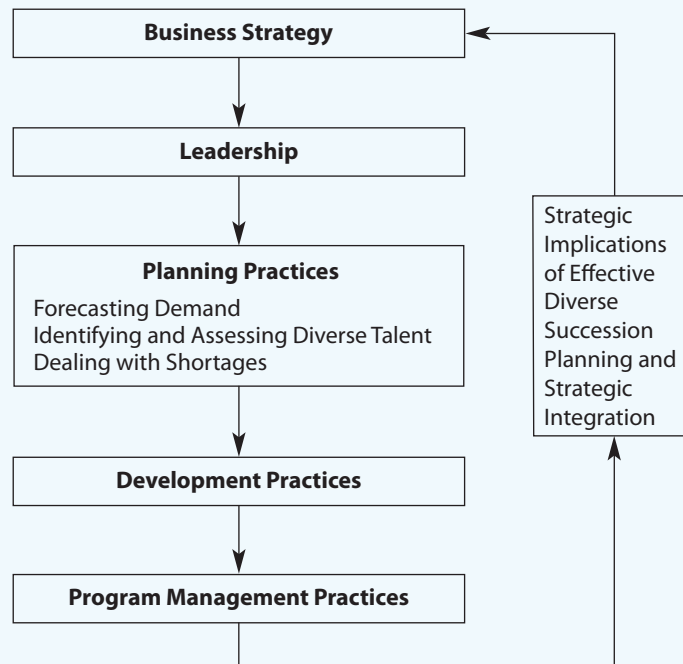 Business Strategy
Leadership
Planning Practices
Forecasting Demand
Identifying and Assessing Diverse Talent
Dealing with Shortages
Development Practices
Program Management Practices
Strategic
Implications
of Effective
Diverse
Succession
Planning and
Strategic
Integration